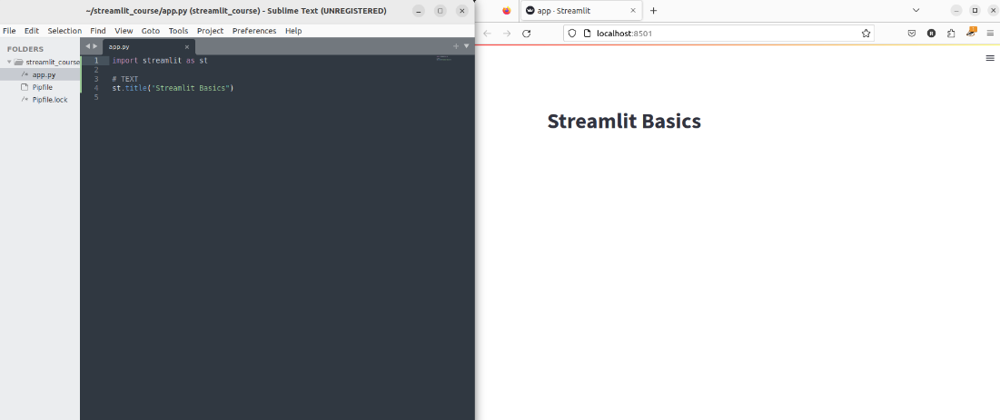 ~/streamlit_course/app.py (streamlit_course) - Sublime Text (UNREGISTERED)
File Edit Selection Find View Goto Tools Project Preferences Help
FOLDERS
streamlit_course
/* app.py
Pipfile
/* Pipfile.lock
app.py
1 import streamlit as st
2
3 # TEXT
4 st.title("Streamlit Basics")
5
app · Streamlit
localhost:8501
Streamlit Basics